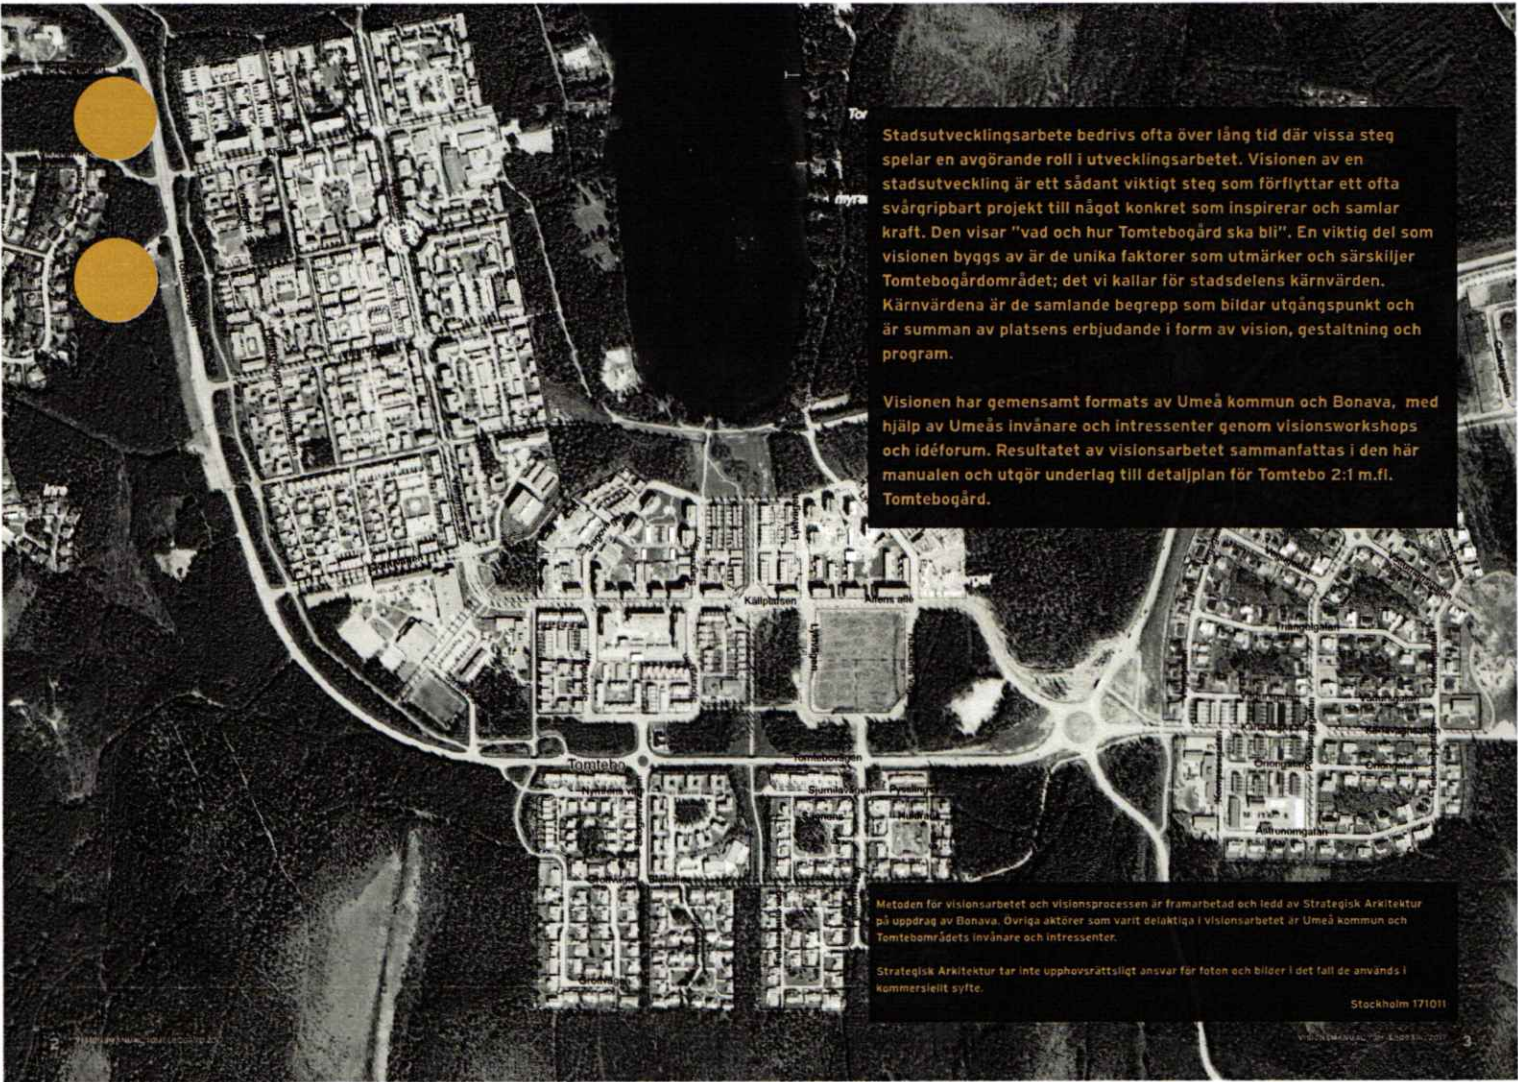 Stadsutvecklingsarbete bedrivs ofta över lång tid där vissa steg
spelar en avgörande roll i utvecklingsarbetet. Visionen av en
stadsutveckling är ett sådant viktigt steg som förflyttar ett ofta
svårgripbart projekt till något konkret som inspirerar och samlar
kraft. Den visar "vad och hur Tomtebogård ska bli". En viktig del som
visionen byggs av är de unika faktorer som utmärker och särskiljer
Tomtebogårdområdet; det vi kallar för stadsdelens kärnvärden.
Kärnvärdena är de samlande begrepp som bildar utgångspunkt och
är summan av platsens erbjudande i form av vision, gestaltning och
program.
Visionen har gemensamt formats av Umeå kommun och Bonava, med
hjälp av Umeås invånare och intressenter genom visionsworkshops
och idéforum. Resultatet av visionsarbetet sammanfattas i den här
manualen och utgör underlag till detaljplan för Tomtebo 2:1 m.fl.
Tomtebogård.
Tor
myra
Källplatsen
Älfens allé
Triangelgatan
Tomtebo
Tomtebovägen
Sjumilavägen
Oriongatan
Astronomgatan
Metoden för visionsarbetet och visionsprocessen är framarbetad och ledd av Strategisk Arkitektur
på uppdrag av Bonava. Övriga aktörer som varit delaktiga i visionsarbetet är Umeå kommun och
Tomteboområdets invånare och intressenter.
Strategisk Arkitektur tar inte upphovsrättsligt ansvar för foton och bilder i det fall de används i
kommersiellt syfte.
Stockholm 171011
2
3